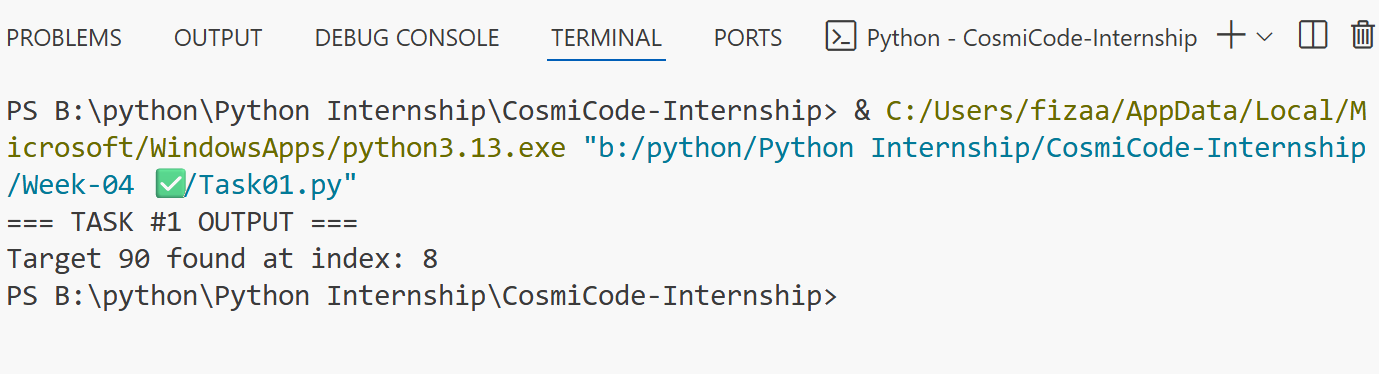 PROBLEMS OUTPUT DEBUG CONSOLE TERMINAL PORTS Python - CosmiCode-Internship
PS B:\python\Python Internship\CosmiCode-Internship> & C:/Users/fizaa/AppData/Local/M
icrosoft/WindowsApps/python3.13.exe "b:/python/Python Internship/CosmiCode-Internship
/Week-04 ✅/Task01.py"
=== TASK #1 OUTPUT ===
Target 90 found at index: 8
PS B:\python\Python Internship\CosmiCode-Internship>